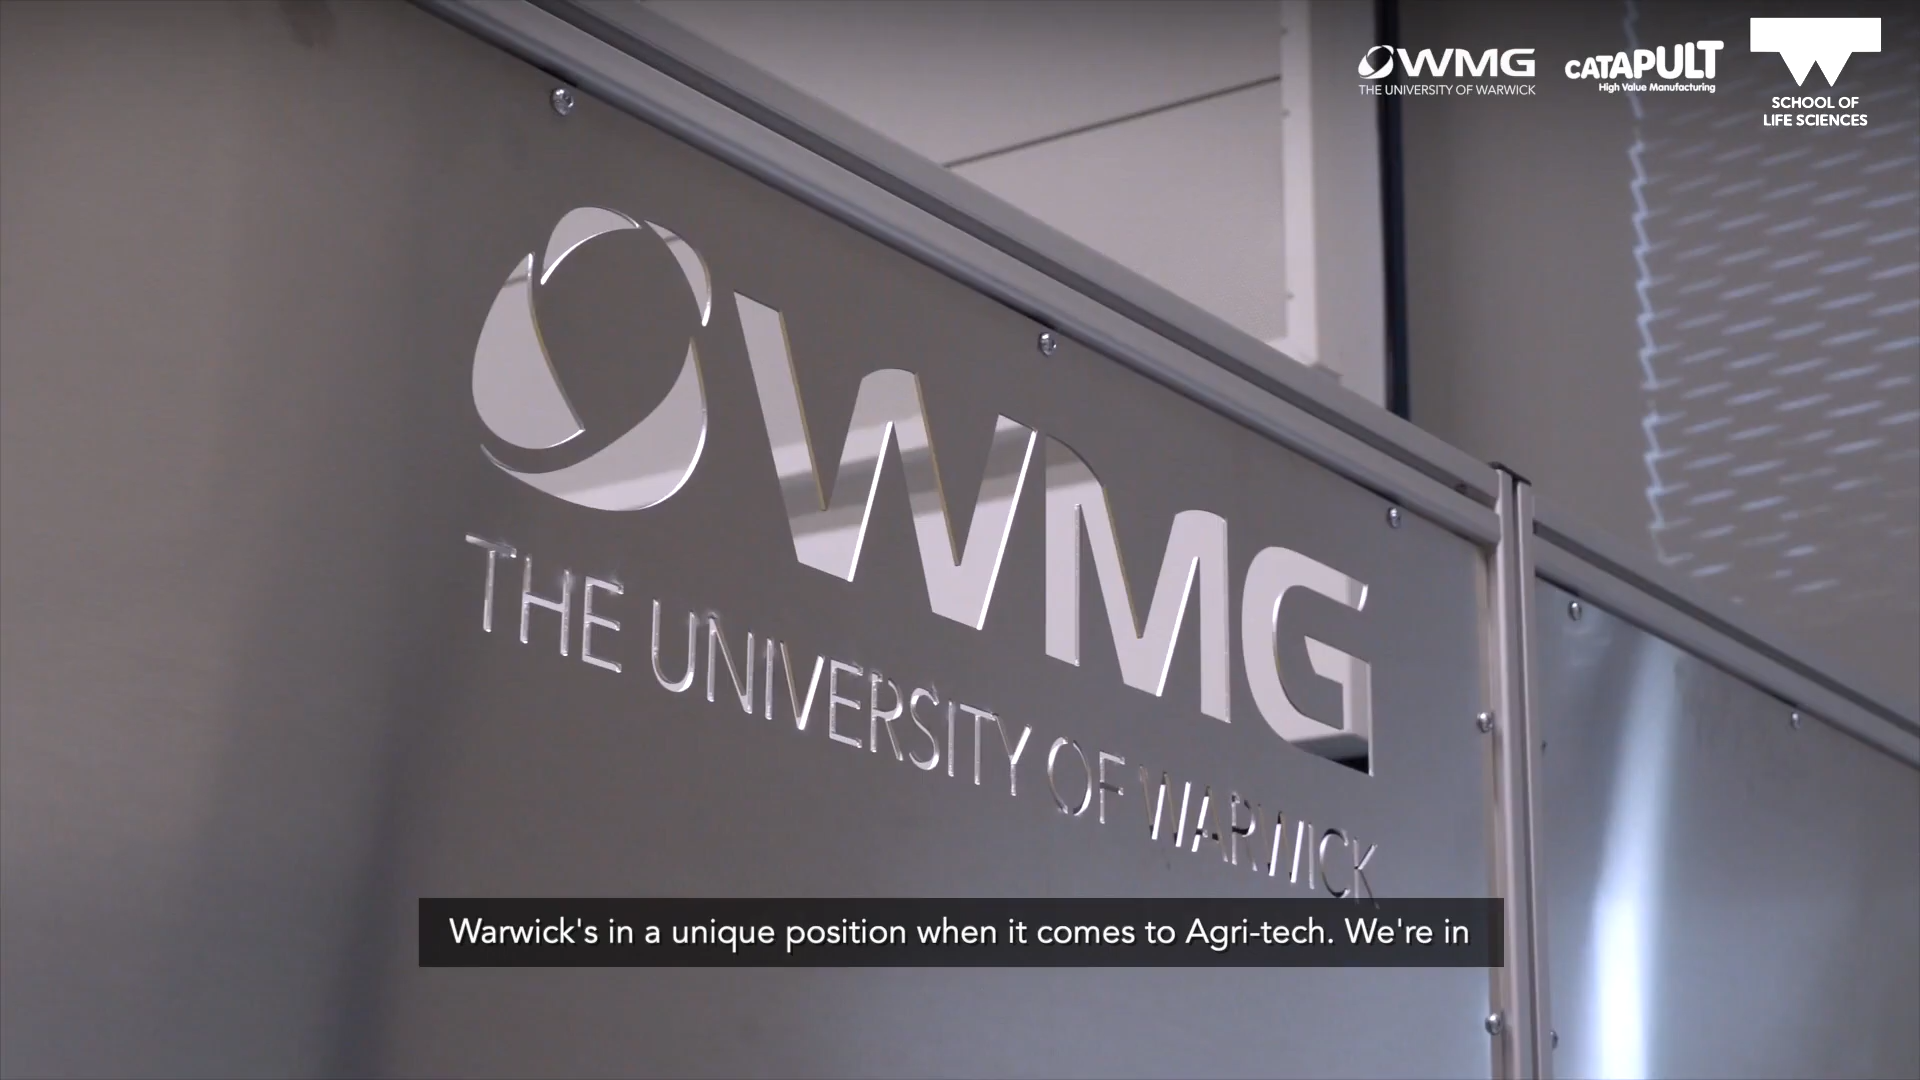 WMG
THE UNIVERSITY OF WARWICK
CATAPULT
High Value Manufacturing
SCHOOL OF
LIFE SCIENCES
WMG
THE UNIVERSITY OF WARWICK
Warwick's in a unique position when it comes to Agri-tech. We're in